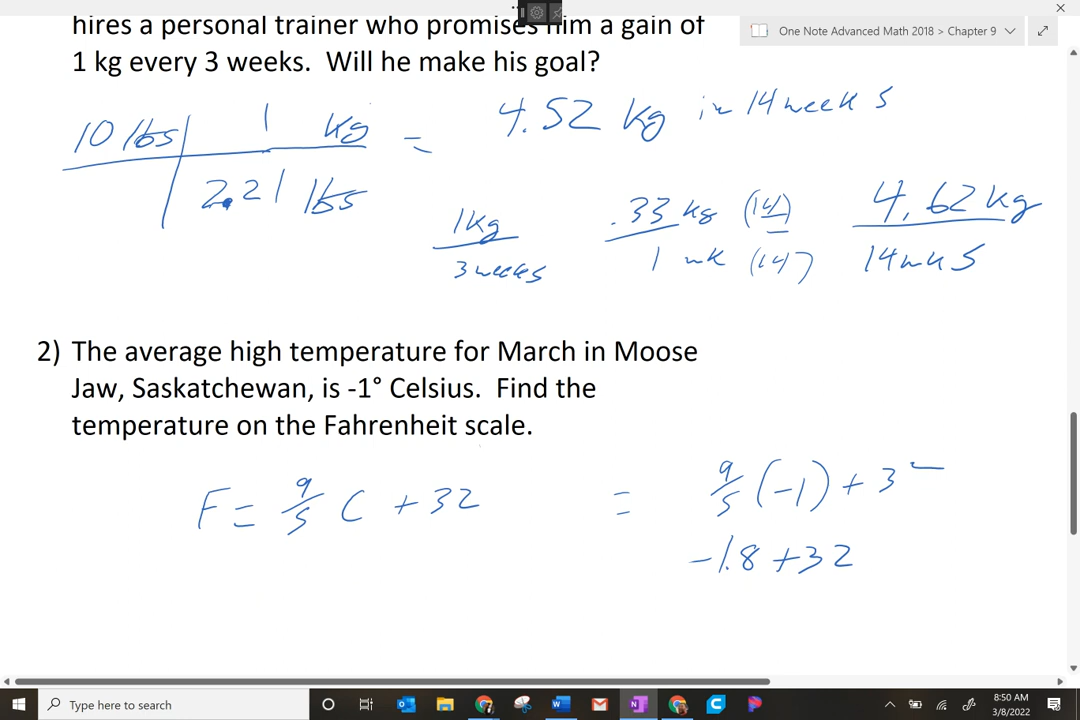 hires a personal trainer who promises him a gain of
One Note Advanced Math 2018 > Chapter 9
1 kg every 3 weeks. Will he make his goal?
10 lbs | 1 kg = 4.52 kg in 14 weeks
2.21 lbs
1kg .33 kg (14) 4.62 kg
3 weeks 1 wk (14) 14 wks
2) The average high temperature for March in Moose
Jaw, Saskatchewan, is -1° Celsius. Find the
temperature on the Fahrenheit scale.
F = 9/5 C + 32 = 9/5 (-1) + 32
-1.8 + 32
Type here to search
8:50 AM
3/8/2022